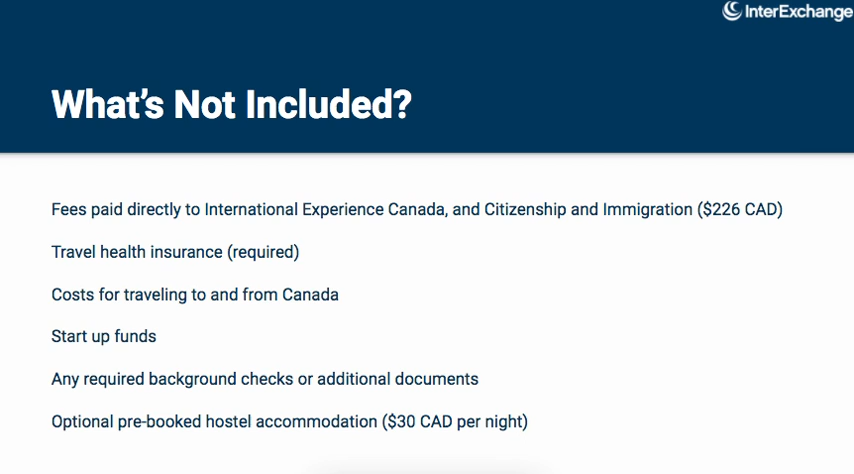 InterExchange
What's Not Included?
Fees paid directly to International Experience Canada, and Citizenship and Immigration ($226 CAD)
Travel health insurance (required)
Costs for traveling to and from Canada
Start up funds
Any required background checks or additional documents
Optional pre-booked hostel accommodation ($30 CAD per night)